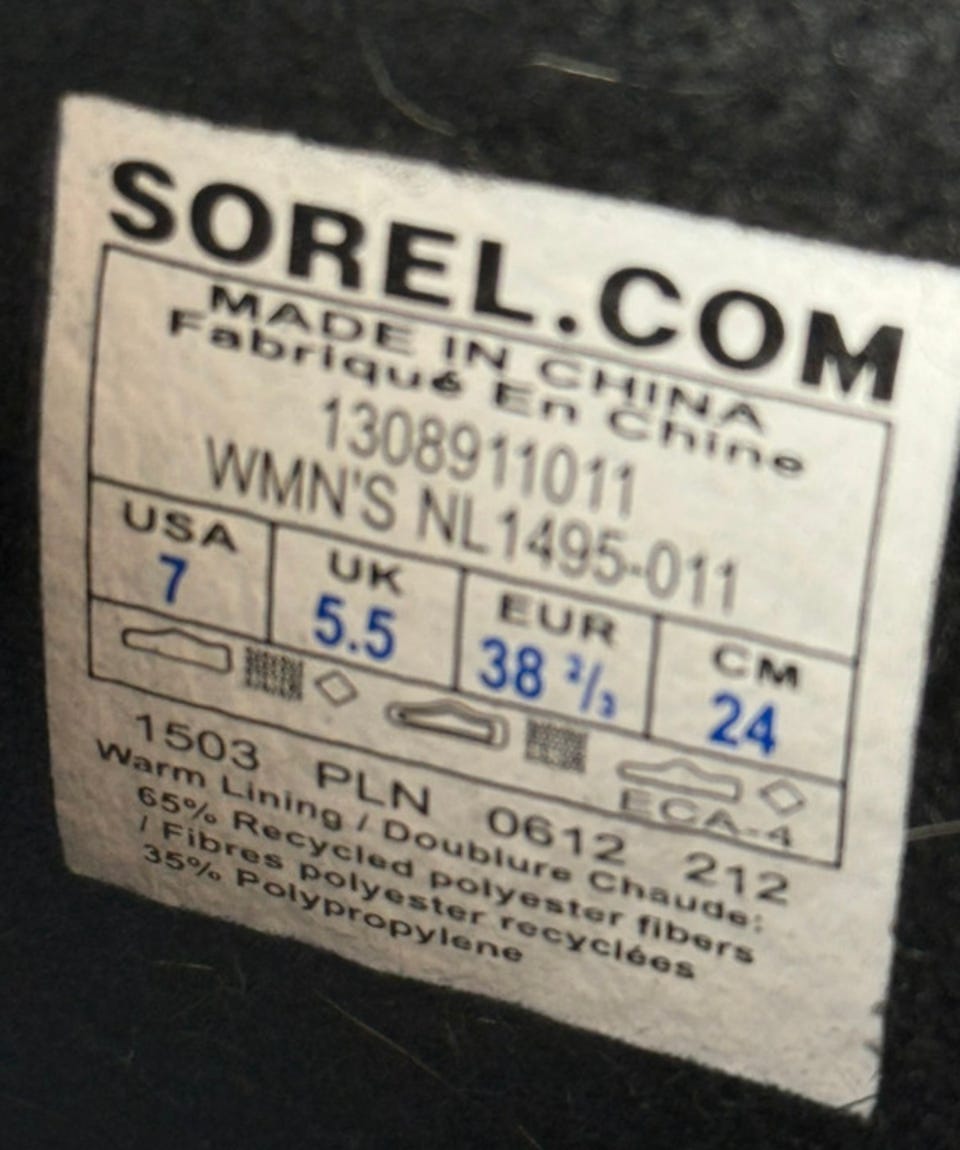 SOREL.COM
MADE IN CHINA
Fabriqué En Chine
1308911011
WMN'S NL1495-011
USA UK EUR CM
7 5.5 38 2/3 24
ECA-4
1503 PLN 0612 212
Warm Lining / Doublure Chaude:
65% Recycled polyester fibers
/ Fibres polyester recyclées
35% Polypropylene